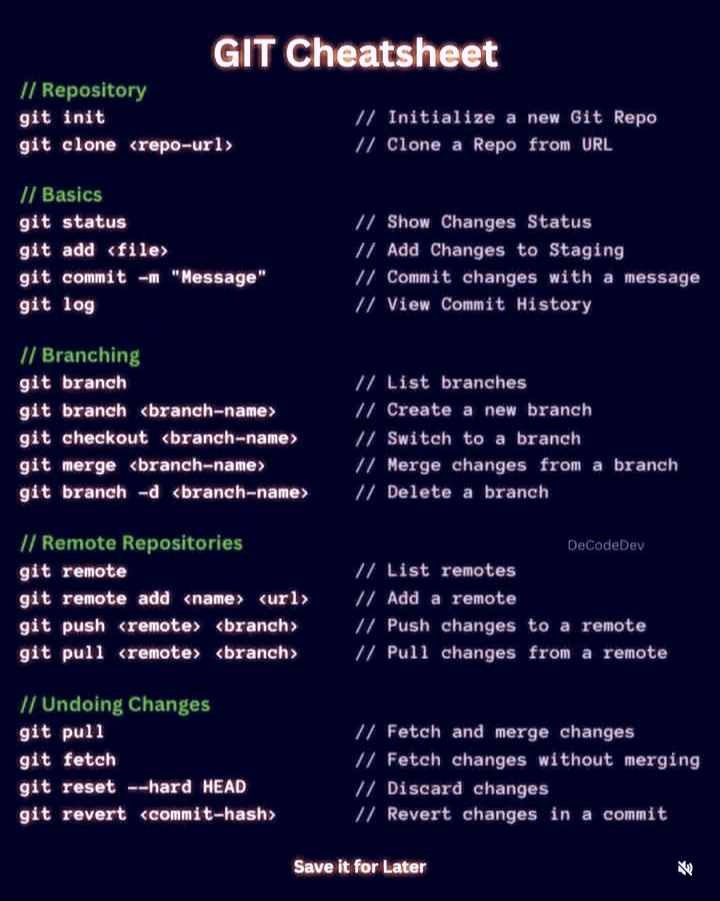 GIT Cheatsheet
// Repository
git init // Initialize a new Git Repo
git clone <repo-url> // Clone a Repo from URL
// Basics
git status // Show Changes Status
git add <file> // Add Changes to Staging
git commit -m "Message" // Commit changes with a message
git log // View Commit History
// Branching
git branch // List branches
git branch <branch-name> // Create a new branch
git checkout <branch-name> // Switch to a branch
git merge <branch-name> // Merge changes from a branch
git branch -d <branch-name> // Delete a branch
// Remote Repositories
DeCodeDev
git remote // List remotes
git remote add <name> <url> // Add a remote
git push <remote> <branch> // Push changes to a remote
git pull <remote> <branch> // Pull changes from a remote
// Undoing Changes
git pull // Fetch and merge changes
git fetch // Fetch changes without merging
git reset --hard HEAD // Discard changes
git revert <commit-hash> // Revert changes in a commit
Save it for Later